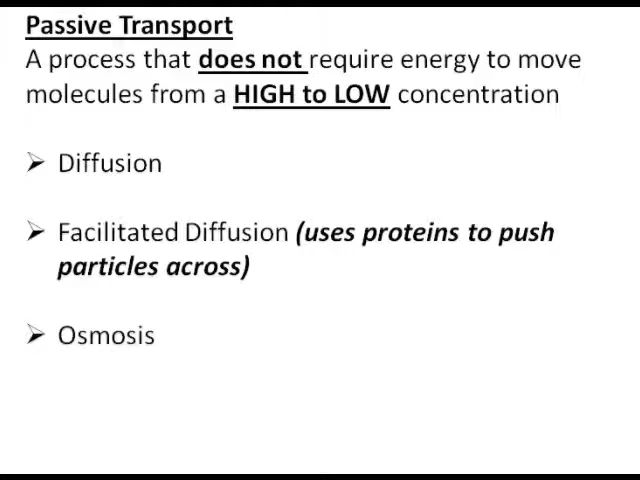 Passive Transport
A process that does not require energy to move
molecules from a HIGH to LOW concentration
➢ Diffusion
➢ Facilitated Diffusion (uses proteins to push
particles across)
➢ Osmosis